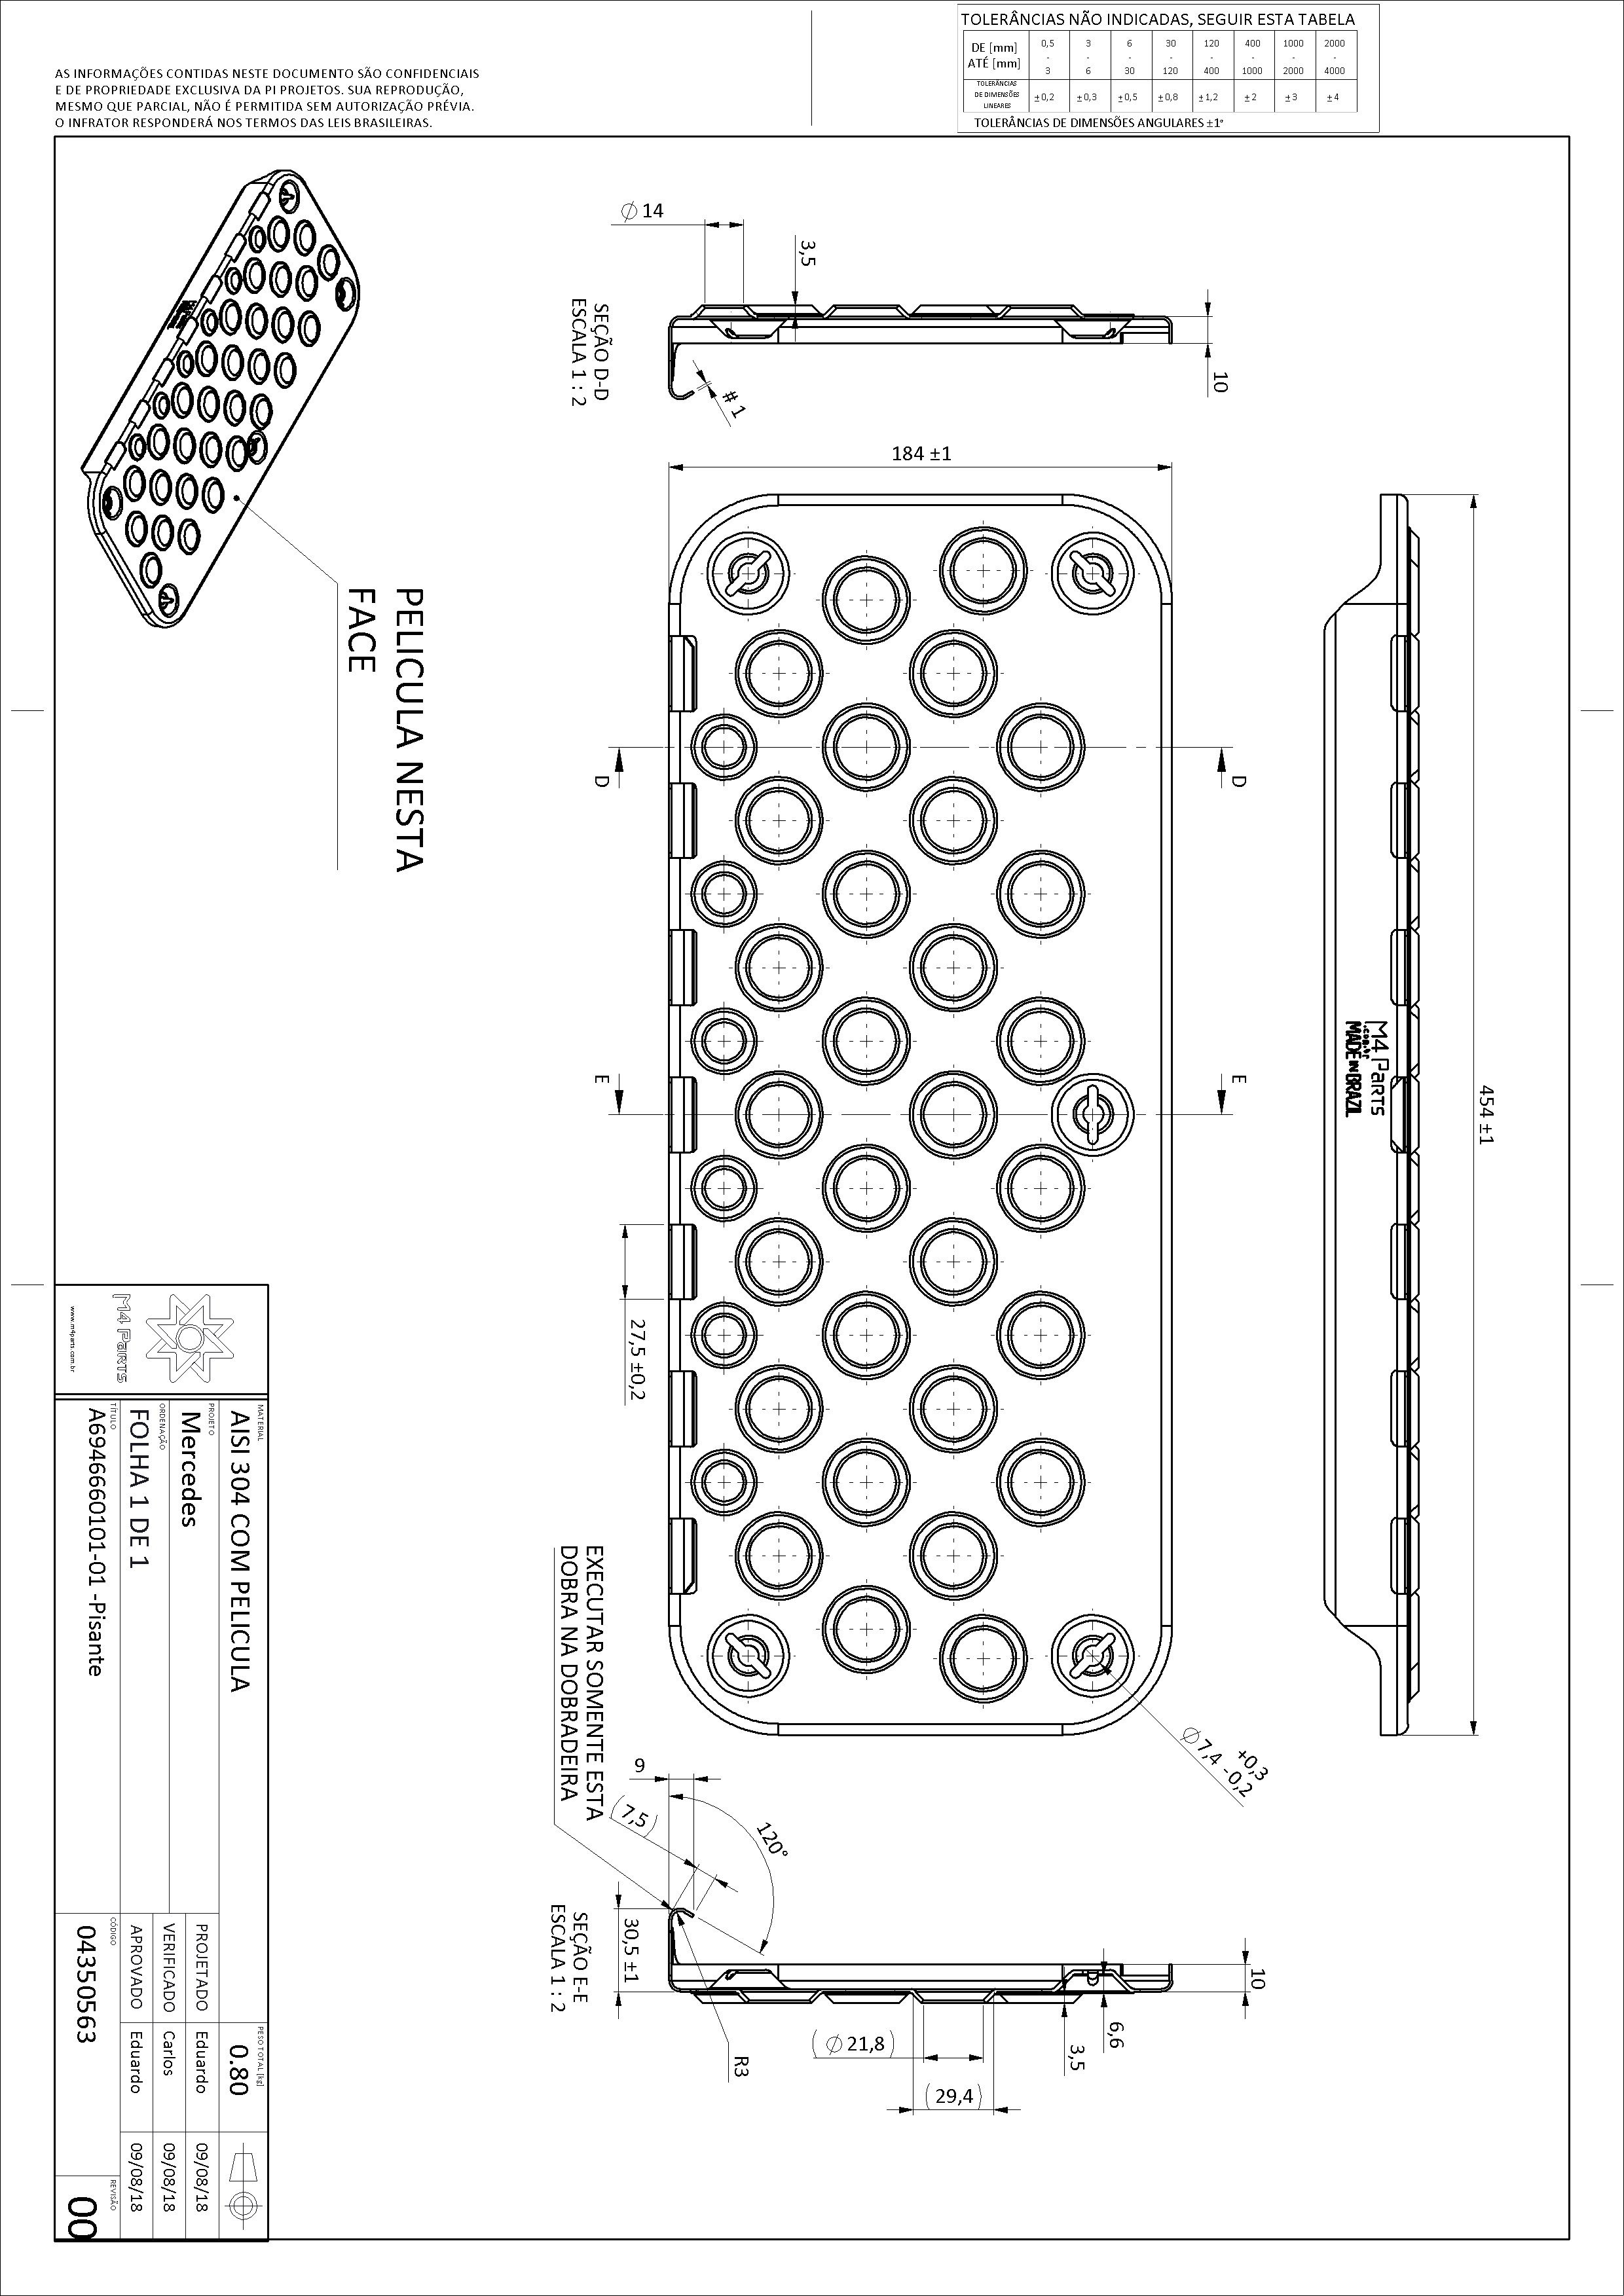 AS INFORMAÇÕES CONTIDAS NESTE DOCUMENTO SÃO CONFIDENCIAIS
E DE PROPRIEDADE EXCLUSIVA DA PI PROJETOS. SUA REPRODUÇÃO,
MESMO QUE PARCIAL, NÃO É PERMITIDA SEM AUTORIZAÇÃO PRÉVIA.
O INFRATOR RESPONDERÁ NOS TERMOS DAS LEIS BRASILEIRAS.
TOLERÂNCIAS NÃO INDICADAS, SEGUIR ESTA TABELA
DE [mm] 0,5 3 6 30 120 400 1000 2000
- - - - - - - -
ATÉ [mm] 3 6 30 120 400 1000 2000 4000
TOLERÂNCIAS
DE DIMENSÕES ±0,2 ±0,3 ±0,5 ±0,8 ±1,2 ±2 ±3 ±4
LINEARES
TOLERÂNCIAS DE DIMENSÕES ANGULARES ±1°
∅ 14
3,5
10
# 1
SEÇÃO D-D
ESCALA 1 : 2
184 ±1
454 ±1
PELICULA NESTA
FACE
D
D
E
E
M4 Parts
.com.br
MADE IN BRAZIL
27,5 ±0,2
∅ 7,4 +0,3 -0,2
EXECUTAR SOMENTE ESTA
DOBRA NA DOBRADEIRA
9
(7,5)
120°
30,5 ±1
SEÇÃO E-E
ESCALA 1 : 2
R3
10
6,6
3,5
(∅ 21,8)
(29,4)
M4 Parts
www.m4parts.com.br
MATERIAL
AISI 304 COM PELICULA
PESO TOTAL [kg]
0.80
PROJETO
Mercedes
ORDENAÇÃO
FOLHA 1 DE 1
TÍTULO
A6946660101-01 -Pisante
PROJETADO Eduardo 09/08/18
VERIFICADO Carlos 09/08/18
APROVADO Eduardo 09/08/18
CÓDIGO
04350563
REVISÃO
00